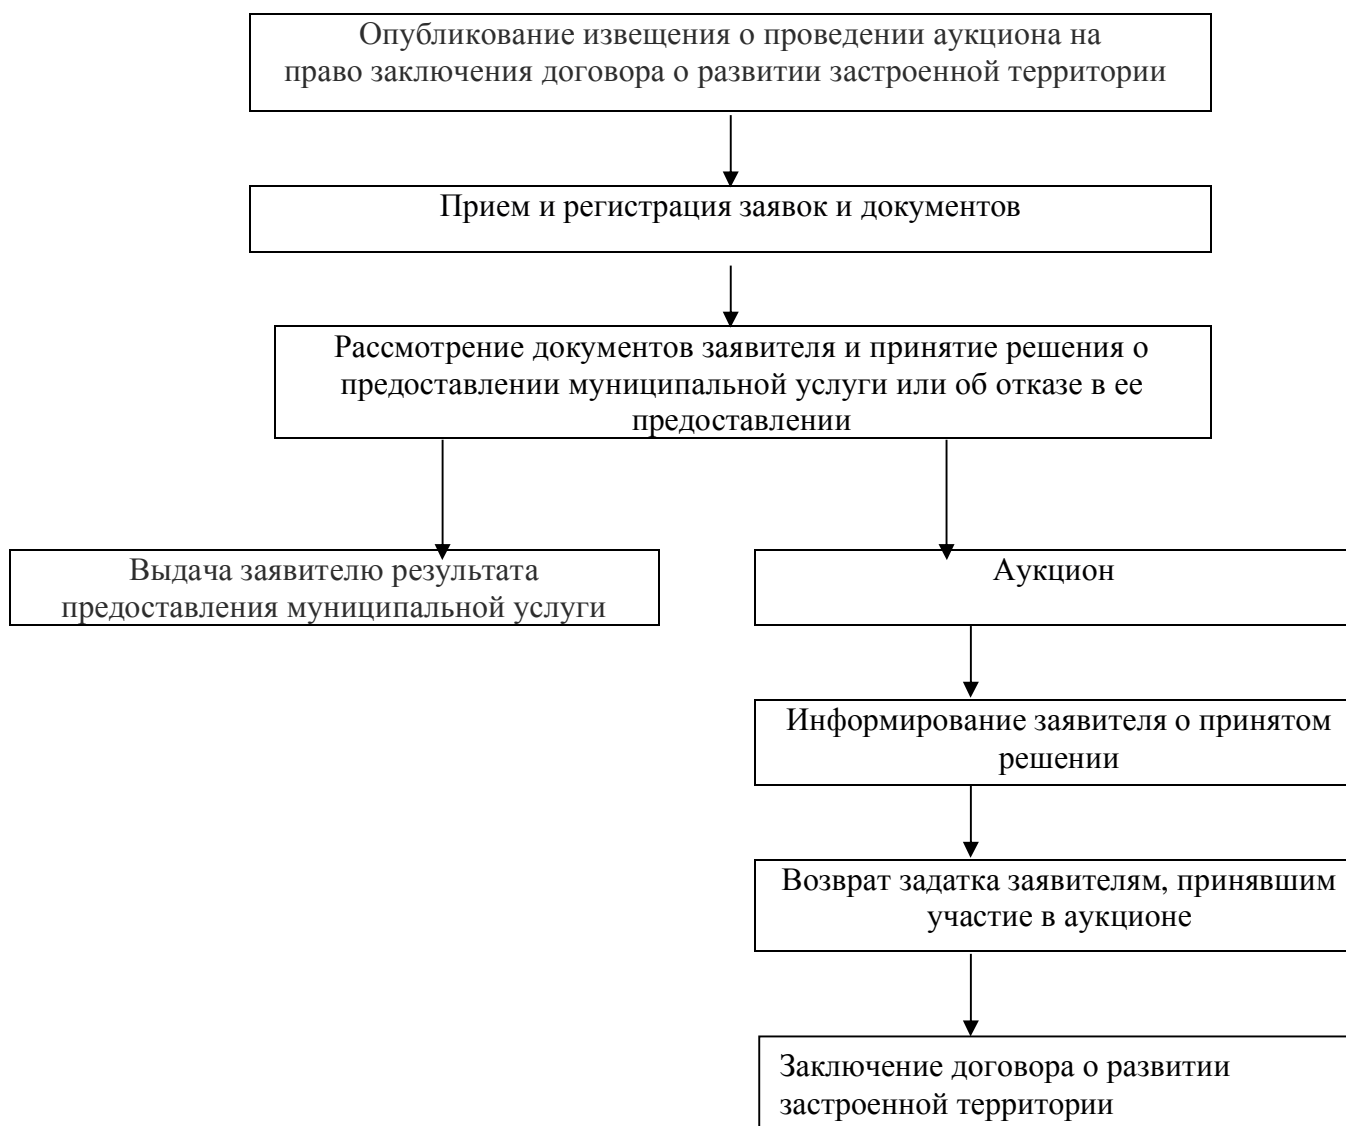 Опубликование извещения о проведении аукциона на
право заключения договора о развитии застроенной территории
Прием и регистрация заявок и документов
Рассмотрение документов заявителя и принятие решения о
предоставлении муниципальной услуги или об отказе в ее
предоставлении
Выдача заявителю результата
предоставления муниципальной услуги
Аукцион
Информирование заявителя о принятом
решении
Возврат задатка заявителям, принявшим
участие в аукционе
Заключение договора о развитии
застроенной территории